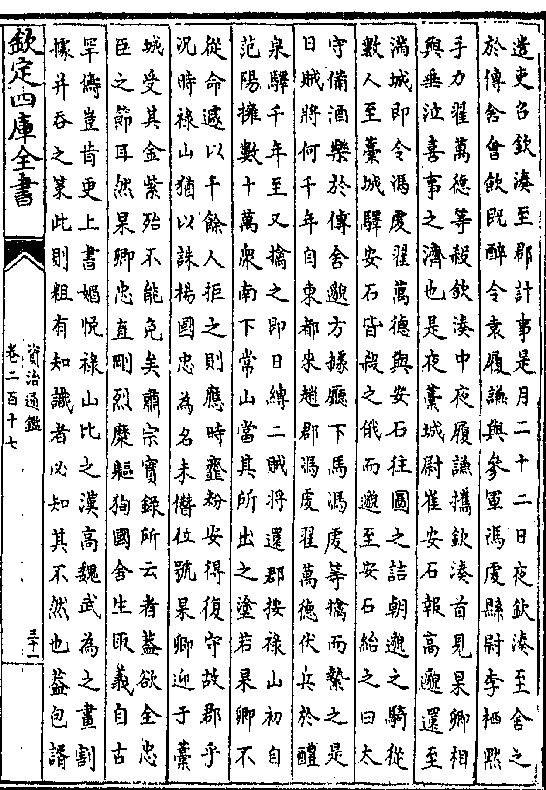 遣吏召欽湊至郡計事是月二十二日夜欽湊至舍之
於傳舍會飲既醉令袁履謙與參軍馮虔縣尉李栖默
手力翟萬德等殺欽湊中夜履謙攜欽湊首見杲卿相
與垂泣喜事之濟也是夜藁城尉崔安石報高邈還至
滿城即令馮虔翟萬德與安石往圖之詰朝邈之騎從
數人至藁城驛安石皆殺之俄而邈至安石紿之曰太
守備酒樂於傳舍邈方據廳下馬馮虔等擒而縶之是
日賊將何千年自東都來趙郡馮虔翟萬德伏兵於醴
泉驛千年至又擒之即日縛二賊將還郡按祿山初自
范陽擁數十萬衆南下常山當其所出之塗若杲卿不
從命遽以千餘人拒之則應時虀粉安得復守故郡乎
況時祿山猶以誅楊國忠為名未僭位號杲卿迎于藁
城受其金紫殆不能免矣肅宗實錄所云者蓋欲全忠
臣之節耳然杲卿忠直剛烈糜軀狥國舍生取義自古
罕儔豈肯更上書媚悦祿山比之漢高魏武為之畫割
據并吞之策此則粗有知識者必知其不然也葢包諝
欽定四庫全書
資治通鑑
卷二百十七
三十一